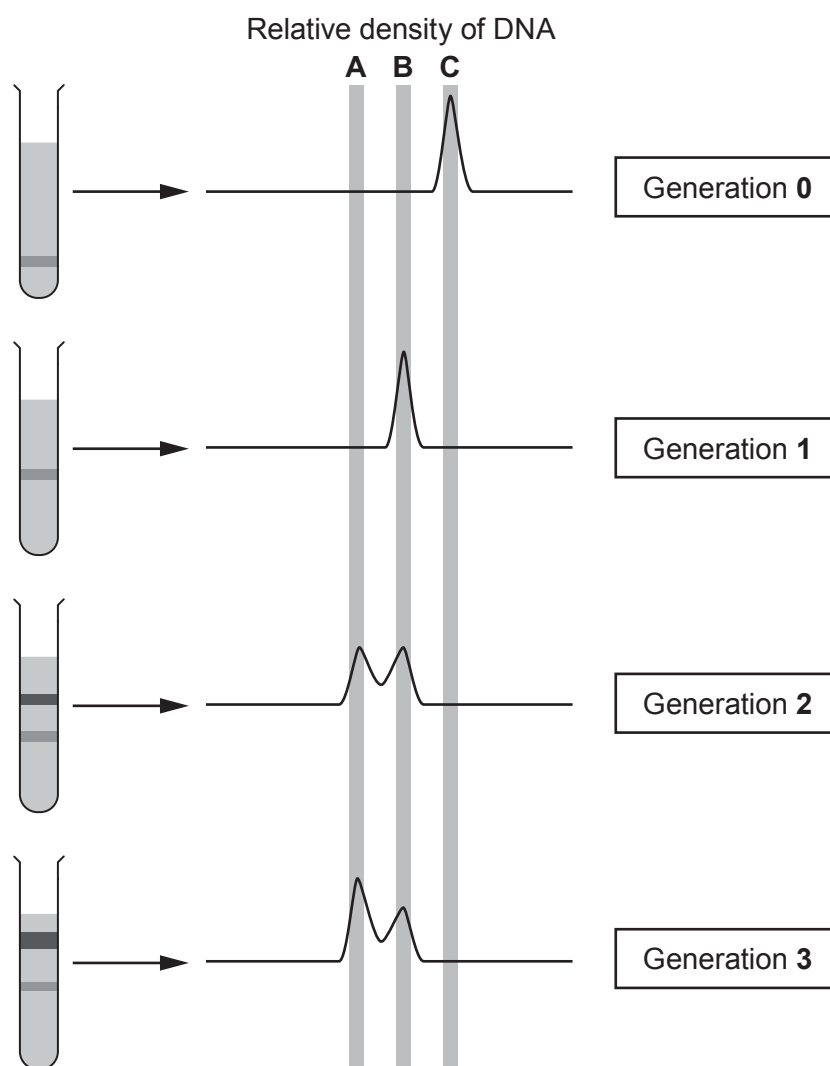 Relative density of DNA
A B C
Generation 0
Generation 1
Generation 2
Generation 3